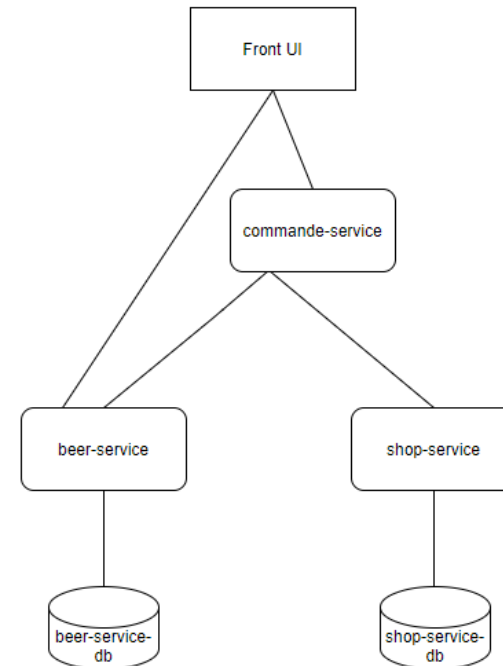 Front UI
commande-service
beer-service
shop-service
beer-service-
db
shop-service-
db